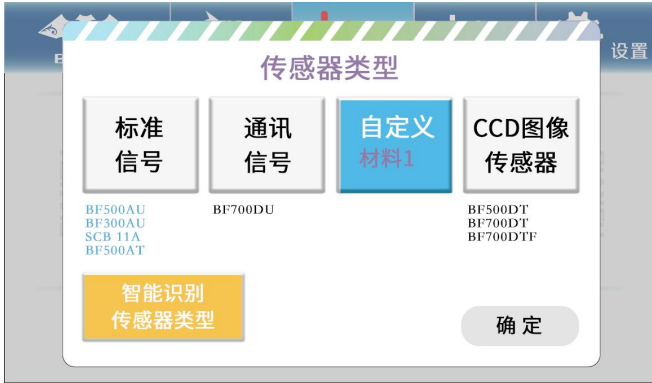 设置
传感器类型
标准
信号
通讯
信号
自定义
材料1
CCD图像
传感器
BF500AU
BF300AU
SCB 11A
BF500AT
BF700DU
BF500DT
BF700DT
BF700DTF
智能识别
传感器类型
确定